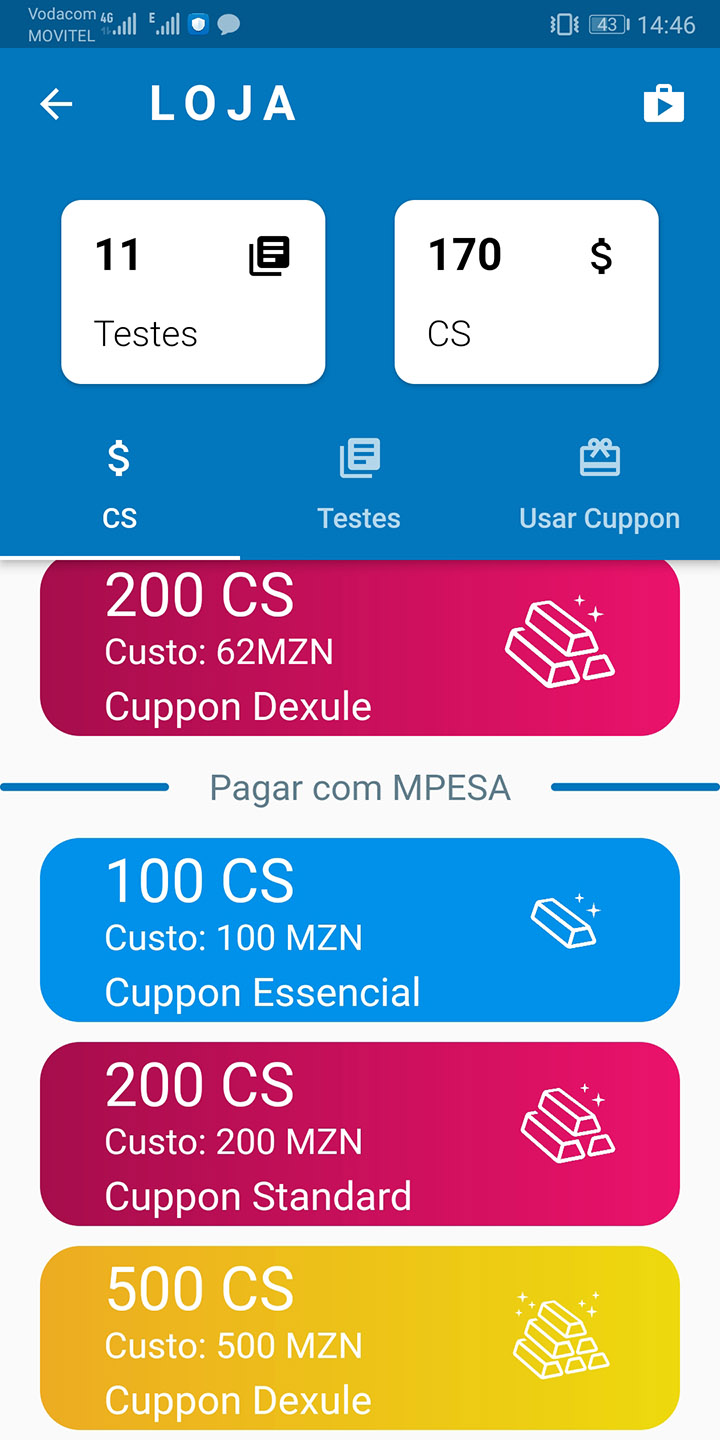 Vodacom 4G E
MOVITEL
43 14:46
LOJA
11
Testes
170 $
CS
$
CS
Testes
Usar Cuppon
200 CS
Custo: 62MZN
Cuppon Dexule
Pagar com MPESA
100 CS
Custo: 100 MZN
Cuppon Essencial
200 CS
Custo: 200 MZN
Cuppon Standard
500 CS
Custo: 500 MZN
Cuppon Dexule